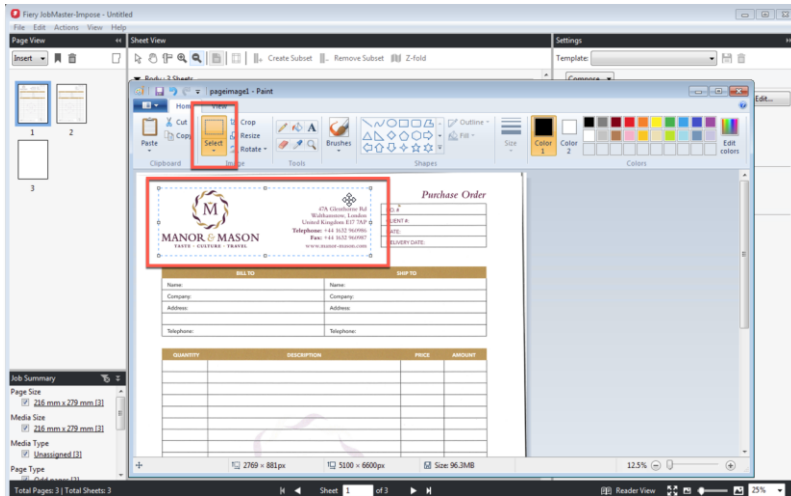 Fiery JobMaster-Impose - Untitled
File Edit Actions View Help
Page View
Sheet View
Settings
Insert
Create Subset
Remove Subset
Z-fold
Template:
Body: 3 Sheets
Compose
Edit...
pageimage1 - Paint
Home
View
Paste
Cut
Copy
Clipboard
Select
Crop
Resize
Rotate
Image
Tools
Brushes
Outline
Fill
Shapes
Size
Color 1
Color 2
Colors
Edit colors
1
2
3
M
MANOR & MASON
TASTE · CULTURE · TRAVEL
47A Glenthorne Rd
Walthamstow, London
United Kingdom E17 7AP
Telephone: +44 1632 960986
Fax: +44 1632 960987
www.manor-mason.com
Purchase Order
CLIENT #:
DATE:
DELIVERY DATE:
BILL TO
SHIP TO
Name: Name:
Company: Company:
Address: Address:
Telephone: Telephone:
QUANTITY DESCRIPTION PRICE AMOUNT
Job Summary
Page Size
216 mm x 279 mm [3]
Media Size
216 mm x 279 mm [3]
Media Type
Unassigned [3]
Page Type
2769 × 881px
5100 × 6600px
Size: 96.3MB
12.5%
Total Pages: 3 | Total Sheets: 3
Sheet 1 of 3
Reader View
25%